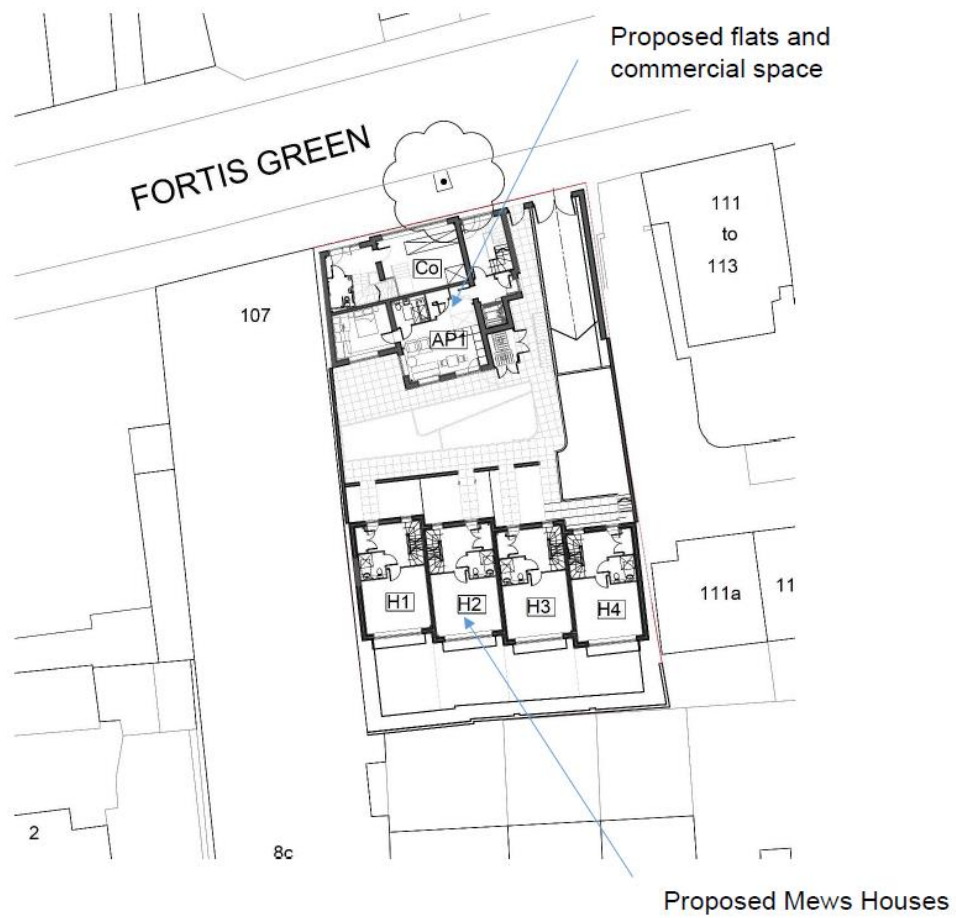 Proposed flats and
commercial space
FORTIS GREEN
111
to
113
Co
107
AP1
H1
H2
H3
H4
111a
11
2
8c
Proposed Mews Houses